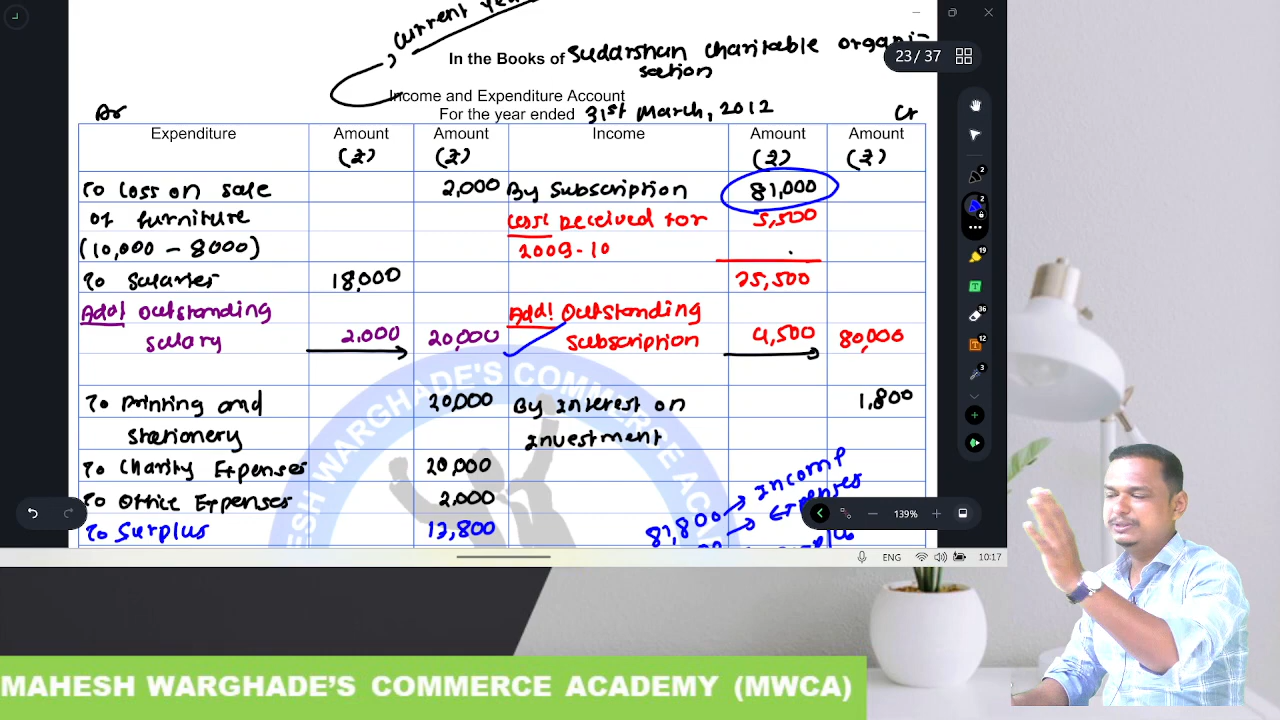 Current
In the Books of Sudarshan charitable organi-
sation
23 / 37
Income and Expenditure Account
Dr For the year ended 31st March, 2012 Cr
Expenditure Amount Amount Income Amount Amount
(₹) (₹) (₹) (₹)
To Loss on sale 2,000 By Subscription 81,000
of furniture Less! received for 5,500
(10,000 - 8000) 2009-10
To Salaries 18,000 75,500
Add! Outstanding Add! Outstanding
salary 2,000 20,000 subscription 4,500 80,000
To Printing and 20,000 By Interest on 1,800
stationery Investment
To Charity Expenses 20,000
To Office Expenses 2,000
To Surplus
81,800 → Income
→ Expenses
139%
ENG 10:17
MAHESH WARGHADE'S COMMERCE ACADEMY (MWCA)